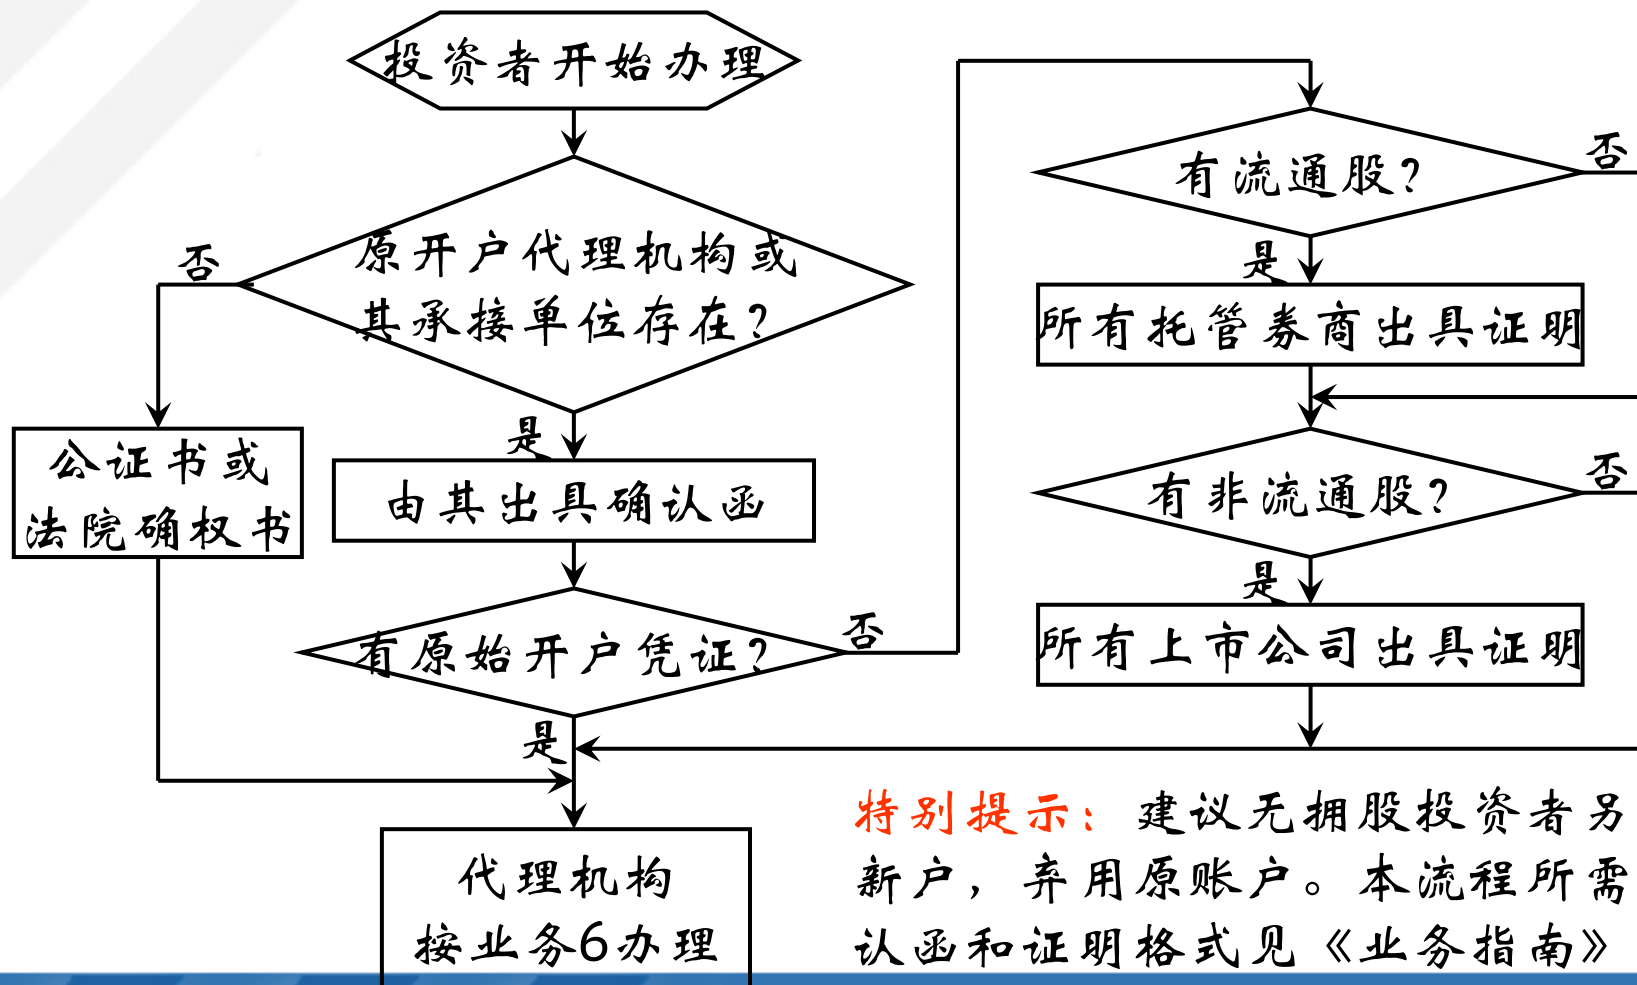 投资者开始办理
原开户代理机构或
其承接单位存在?
否
是
公证书或
法院确权书
由其出具确认函
有原始开户凭证?
否
是
代理机构
按业务6办理
有流通股?
否
是
所有托管券商出具证明
有非流通股?
否
是
所有上市公司出具证明
特别提示：建议无拥股投资者另
新户，弃用原账户。本流程所需
认函和证明格式见《业务指南》